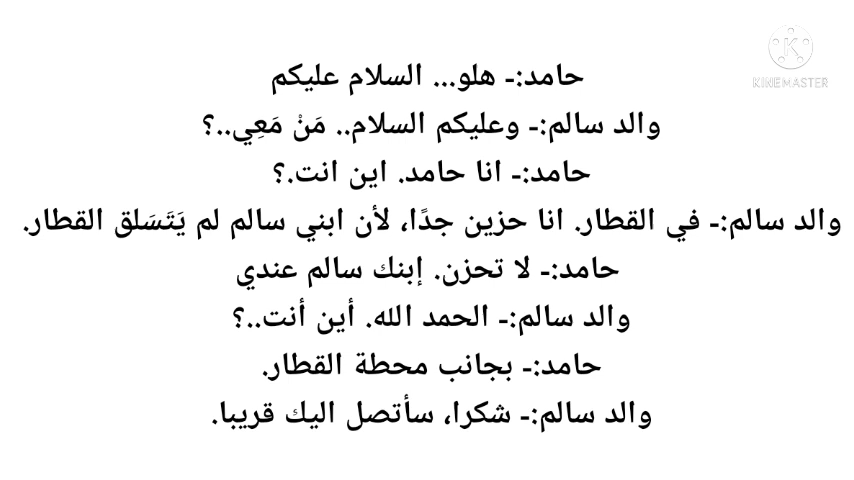 حامد:- هلو... السلام عليكم
والد سالم:- وعليكم السلام.. مَنْ مَعِي..؟
حامد:- انا حامد. اين انت.؟
والد سالم:- في القطار. انا حزين جدًا، لأن ابني سالم لم يَتَسَلق القطار.
حامد:- لا تحزن. إبنك سالم عندي
والد سالم:- الحمد الله. أين أنت..؟
حامد:- بجانب محطة القطار.
والد سالم:- شكرا، سأتصل اليك قريبا.
KINEMASTER